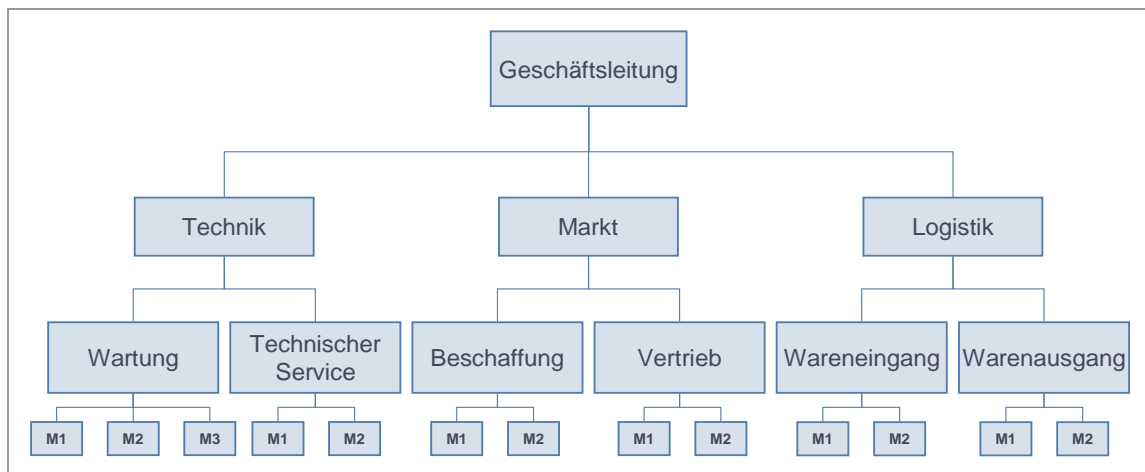 Geschäftsleitung
Technik
Markt
Logistik
Wartung
Technischer
Service
Beschaffung
Vertrieb
Wareneingang
Warenausgang
M1
M2
M3
M1
M2
M1
M2
M1
M2
M1
M2
M1
M2